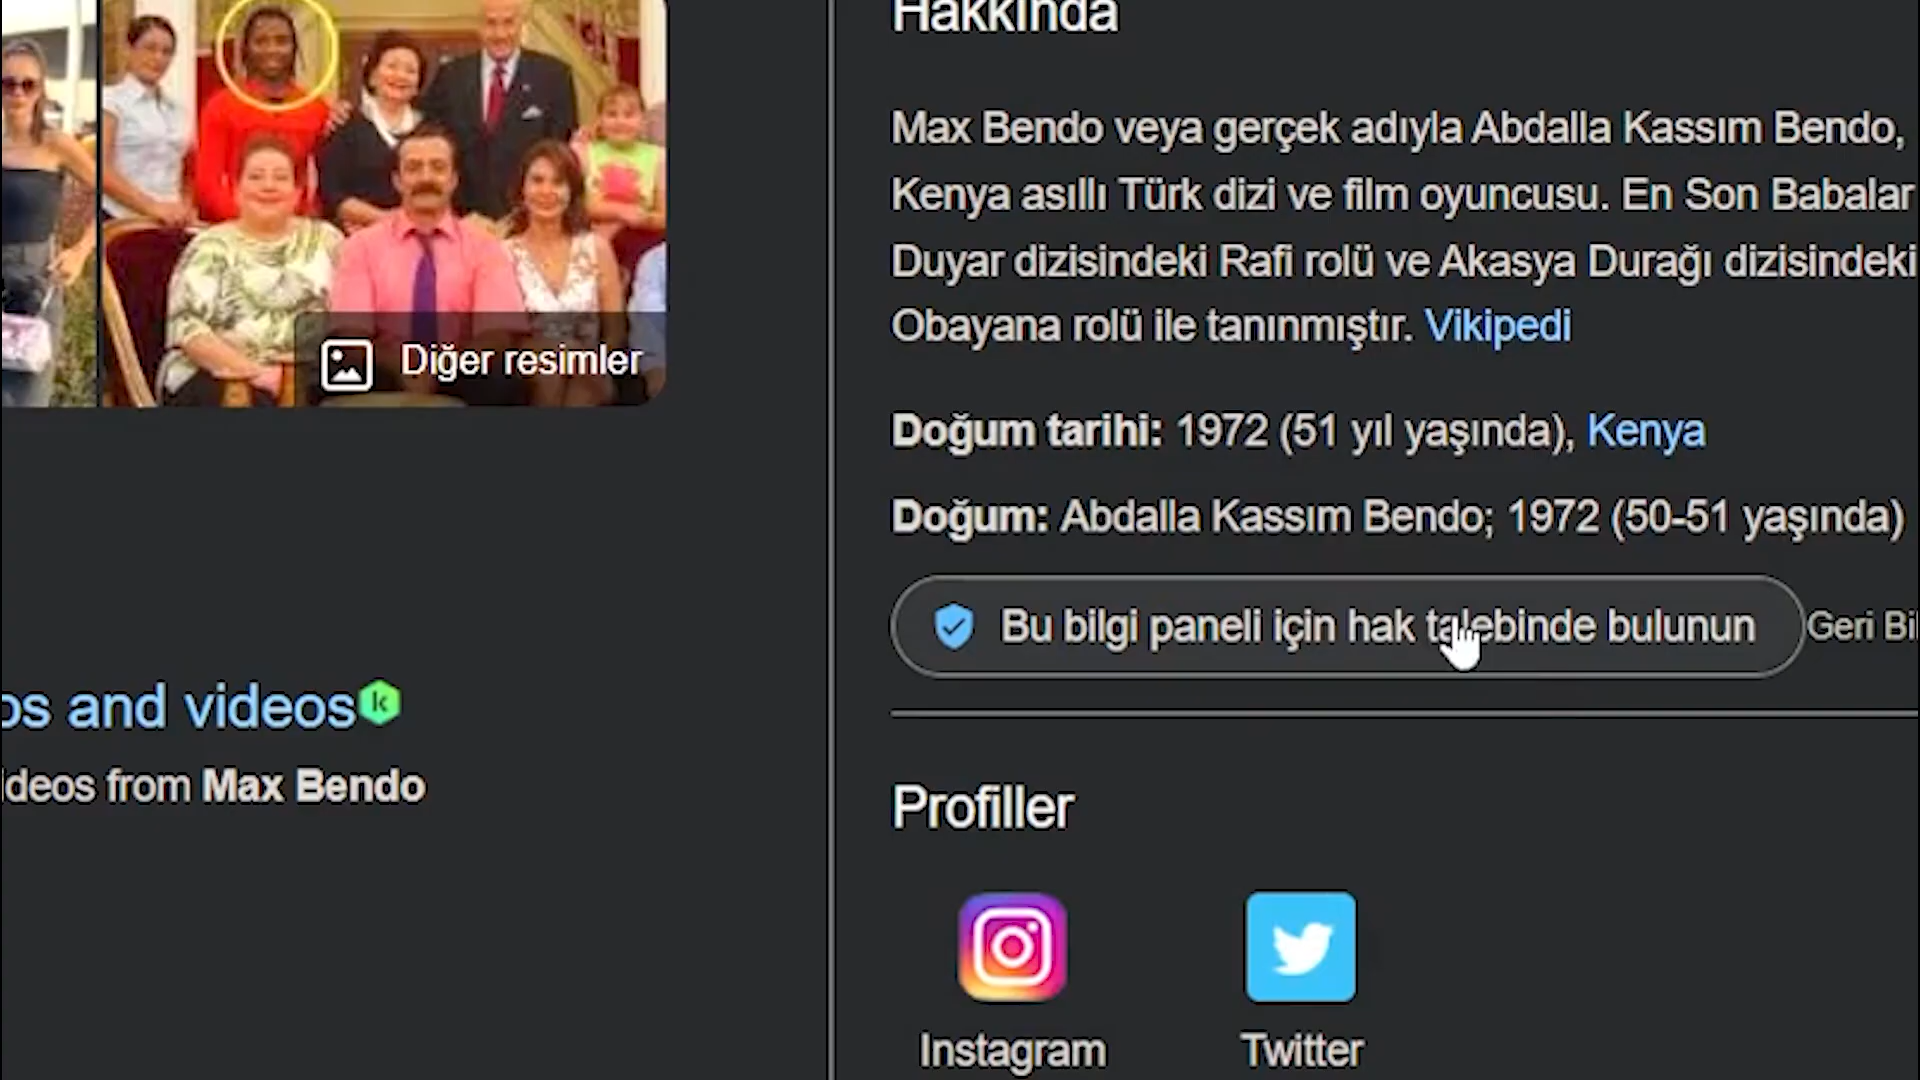 Hakkında
Max Bendo veya gerçek adıyla Abdalla Kassım Bendo,
Kenya asıllı Türk dizi ve film oyuncusu. En Son Babalar
Duyar dizisindeki Rafi rolü ve Akasya Durağı dizisindeki
Obayana rolü ile tanınmıştır. Vikipedi
Diğer resimler
Doğum tarihi: 1972 (51 yıl yaşında), Kenya
Doğum: Abdalla Kassım Bendo; 1972 (50-51 yaşında)
Bu bilgi paneli için hak talebinde bulunun
Geri Bi
os and videos
ideos from Max Bendo
Profiller
Instagram
Twitter